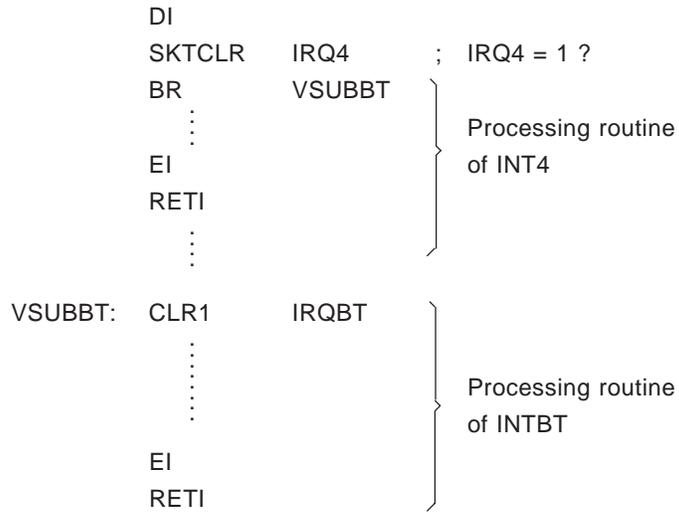 DI
SKTCLR IRQ4 ; IRQ4 = 1 ?
BR VSUBBT
Processing routine
of INT4
EI
RETI
VSUBBT: CLR1 IRQBT
Processing routine
of INTBT
EI
RETI